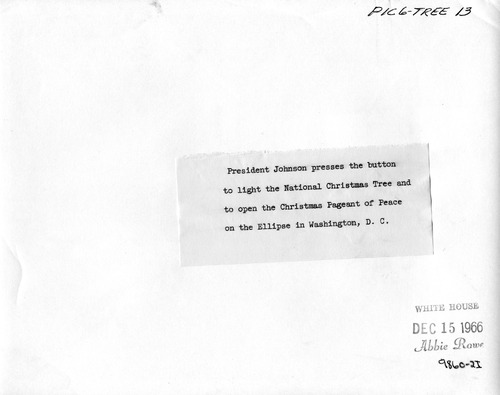 PIC6-TREE 13
President Johnson presses the button
to light the National Christmas Tree and
to open the Christmas Pageant of Peace
on the Ellipse in Washington, D. C.
WHITE HOUSE
DEC 15 1966
Abbie Rowe
9860-2I